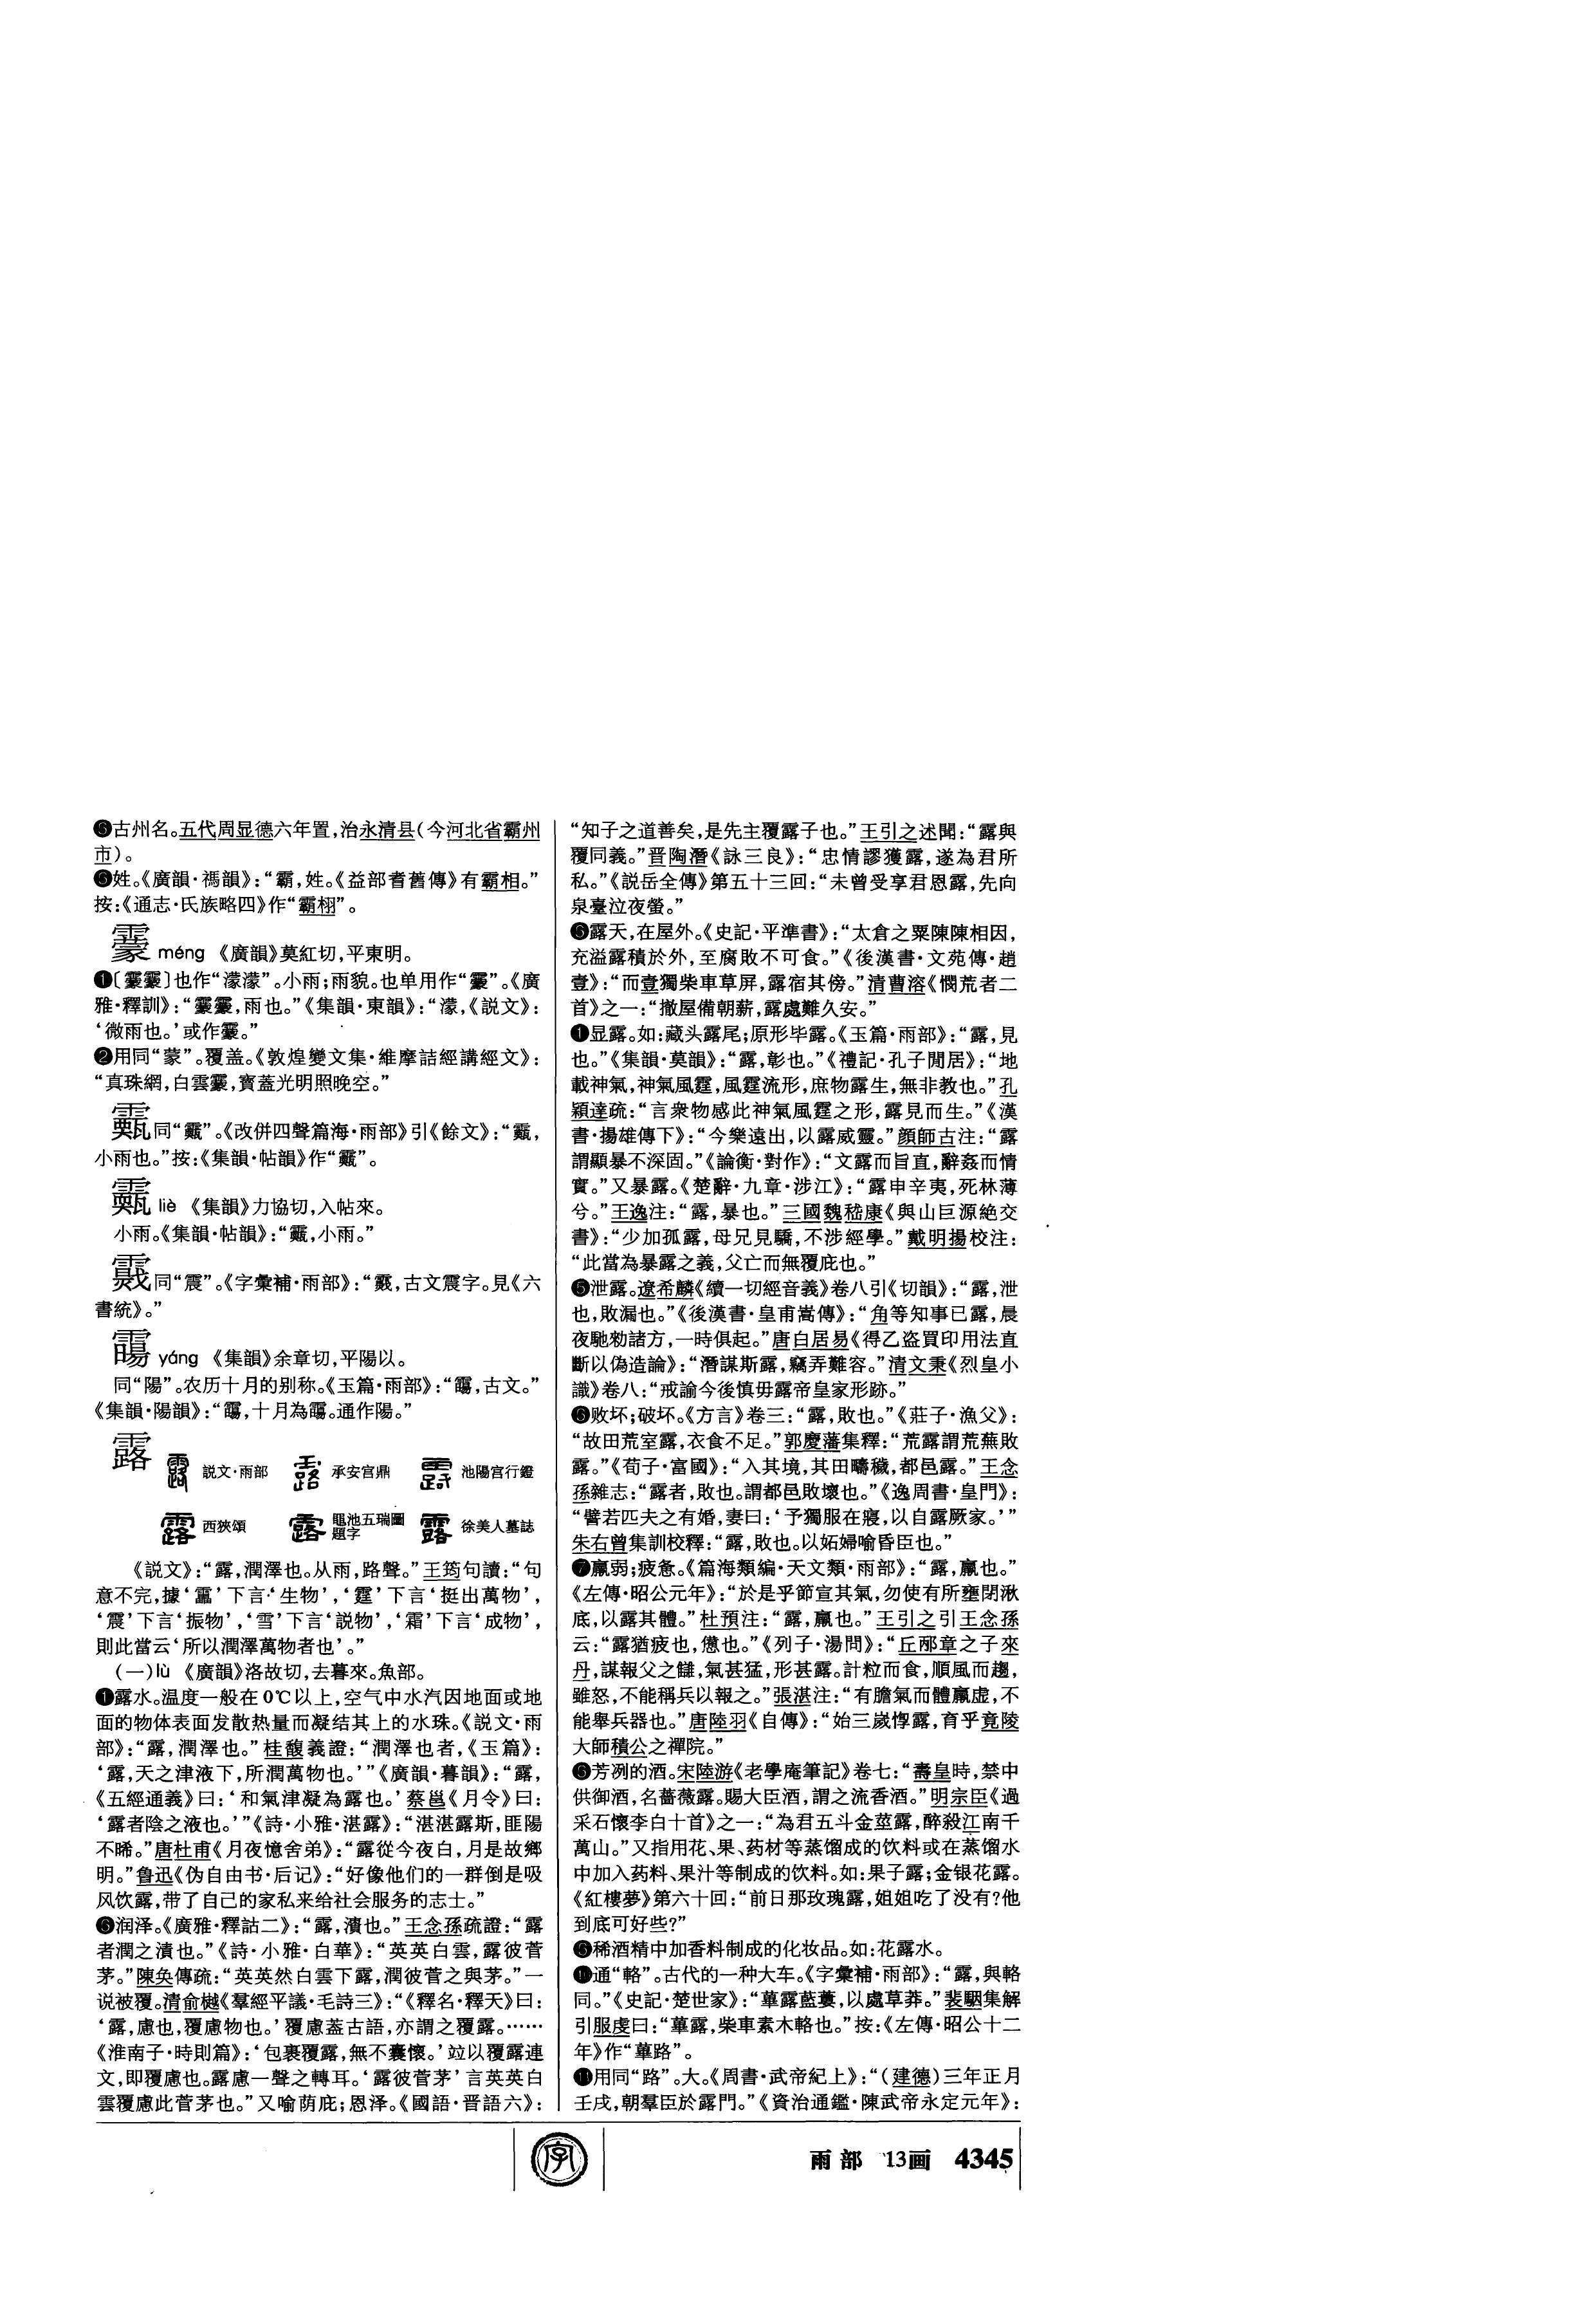 ❺古州名。五代周显德六年置,治永清县(今河北省霸州
市)。
❻姓。《廣韻·禡韻》:“霸,姓。《益部耆舊傳》有霸相。”
按:《通志·氏族略四》作“霸栩”。
靀 méng 《廣韻》莫紅切,平東明。
❶〔靀靀〕也作“濛濛”。小雨;雨貌。也单用作“靀”。《廣
雅·釋訓》:“靀靀,雨也。”《集韻·東韻》:“濛,《説文》:
‘微雨也。’或作靀。”
❷用同“蒙”。覆盖。《敦煌變文集·維摩詰經講經文》:
“真珠網,白雲靀,寳蓋光明照晚空。”
同“䨬”。《改併四聲篇海·雨部》引《餘文》:“
小雨也。”按:《集韻·帖韻》作
liè 《集韻》力協切,入帖來。
小雨。《集韻·帖韻》:“,小雨。”
同“震”。《字彙補·雨部》:“,古文震字。見《六
書統》。”
yáng 《集韻》余章切,平陽以。
同“陽”。农历十月的别称。《玉篇·雨部》:“,古文。”
《集韻·陽韻》:“,十月為。通作陽。”
露
露 説文·雨部 露 承安宫鼎 露 池陽宫行鐙
露 西狹頌 露 黽池五瑞圖題字 露 徐美人墓誌
《説文》:“露,潤澤也。从雨,路聲。”王筠句讀:“句
意不完,據‘靁’下言‘生物’,‘霆’下言‘挺出萬物’,
‘震’下言‘振物’,‘雪’下言‘説物’,‘霜’下言‘成物’,
則此當云‘所以潤澤萬物者也’。”
(一)lù 《廣韻》洛故切,去暮來。魚部。
❶露水。温度一般在0℃以上,空气中水汽因地面或地
面的物体表面发散热量而凝结其上的水珠。《説文·雨
部》:“露,潤澤也。”桂馥義證:“潤澤也者,《玉篇》:
‘露,天之津液下,所潤萬物也。’”《廣韻·暮韻》:“露,
《五經通義》曰:‘和氣津凝為露也。’蔡邕《月令》曰:
‘露者陰之液也。’”《詩·小雅·湛露》:“湛湛露斯,匪陽
不晞。”唐杜甫《月夜憶舍弟》:“露從今夜白,月是故鄉
明。”鲁迅《伪自由书·后记》:“好像他们的一群倒是吸
风饮露,带了自己的家私来给社会服务的志士。”
润泽。《廣雅·釋詁二》:“露,漬也。”王念孫疏證:“露
者潤之漬也。”《詩·小雅·白華》:“英英白雲,露彼菅
茅。”陳奂傳疏:“英英然白雲下露,潤彼菅之與茅。”一
说被覆。清俞樾《羣經平議·毛詩三》:“《釋名·釋天》曰:
‘露,慮也,覆慮物也。’覆慮蓋古語,亦謂之覆露。……
《淮南子·時則篇》:‘包裹覆露,無不囊懷。’竝以覆露連
文,即覆慮也。露慮一聲之轉耳。‘露彼菅茅’言英英白
雲覆慮此菅茅也。”又喻荫庇;恩泽。《國語·晋語六》:
“知子之道善矣,是先主覆露子也。”王引之述聞:“露與
覆同義。”晋陶潛《詠三良》:“忠情謬獲露,遂為君所
私。”《説岳全傳》第五十三回:“未曾受享君恩露,先向
泉臺泣夜螢。”
露天,在屋外。《史記·平準書》:“太倉之粟陳陳相因,
充溢露積於外,至腐敗不可食。”《後漢書·文苑傳·趙
壹》:“而壹獨柴車草屏,露宿其傍。”清曹溶《憫荒者二
首》之一:“撤屋備朝薪,露處難久安。”
显露。如:藏头露尾;原形毕露。《玉篇·雨部》:“露,見
也。”《集韻·莫韻》:“露,彰也。”《禮記·孔子閒居》:“地
載神氣,神氣風霆,風霆流形,庶物露生,無非教也。”孔
穎達疏:“言衆物感此神氣風霆之形,露見而生。”《漢
書·揚雄傳下》:“今樂遠出,以露威靈。”顔師古注:“露
謂顯暴不深固。”《論衡·對作》:“文露而旨直,辭姦而情
實。”又暴露。《楚辭·九章·涉江》:“露申辛夷,死林薄
兮。”王逸注:“露,暴也。”三國魏嵇康《與山巨源絶交
書》:“少加孤露,母兄見驕,不涉經學。”戴明揚校注:
“此當為暴露之義,父亡而無覆庇也。”
❺泄露。遼希麟《續一切經音義》卷八引《切韻》:“露,泄
也,敗漏也。”《後漢書·皇甫嵩傳》:“角等知事已露,晨
夜馳勑諸方,一時俱起。”唐白居易《得乙盗買印用法直
斷以偽造論》:“潛謀斯露,竊弄難容。”清文秉《烈皇小
識》卷八:“戒諭今後慎毋露帝皇家形跡。”
❻败坏;破坏。《方言》卷三:“露,敗也。”《莊子·漁父》:
“故田荒室露,衣食不足。”郭慶藩集釋:“荒露謂荒蕪敗
露。”《荀子·富國》:“入其境,其田疇穢,都邑露。”王念
孫雜志:“露者,敗也。謂都邑敗壞也。”《逸周書·皇門》:
“譬若匹夫之有婚,妻曰:‘予獨服在寢,以自露厥家。’”
朱右曾集訓校釋:“露,敗也。以妬婦喻昏臣也。”
❼羸弱;疲惫。《篇海類編·天文類·雨部》:“露,羸也。”
《左傳·昭公元年》:“於是乎節宣其氣,勿使有所壅閉湫
底,以露其體。”杜預注:“露,羸也。”王引之引王念孫
云:“露猶疲也,憊也。”《列子·湯問》:“丘邴章之子來
丹,謀報父之讎,氣甚猛,形甚露。計粒而食,順風而趨,
雖怒,不能稱兵以報之。”張湛注:“有膽氣而體羸虚,不
能舉兵器也。”唐陸羽《自傳》:“始三歲惸露,育乎竟陵
大師積公之禪院。”
芳冽的酒。宋陸游《老學庵筆記》卷七:“壽皇時,禁中
供御酒,名薔薇露。賜大臣酒,謂之流香酒。”明宗臣《過
采石懷李白十首》之一:“為君五斗金莖露,醉殺江南千
萬山。”又指用花、果、药材等蒸馏成的饮料或在蒸馏水
中加入药料、果汁等制成的饮料。如:果子露;金银花露。
《紅樓夢》第六十回:“前日那玫瑰露,姐姐吃了没有?他
到底可好些?”
稀酒精中加香料制成的化妆品。如:花露水。
通“輅”。古代的一种大车。《字彙補·雨部》:“露,與輅
同。”《史記·楚世家》:“蓽露藍蔞,以處草莽。”裴駰集解
引服虔曰:“蓽露,柴車素木輅也。”按:《左傳·昭公十二
年》作“蓽路”。
⓫用同“路”。大。《周書·武帝紀上》:“(建德)三年正月
壬戌,朝羣臣於露門。”《資治通鑑·陳武帝永定元年》:
字
雨部 13画 4345